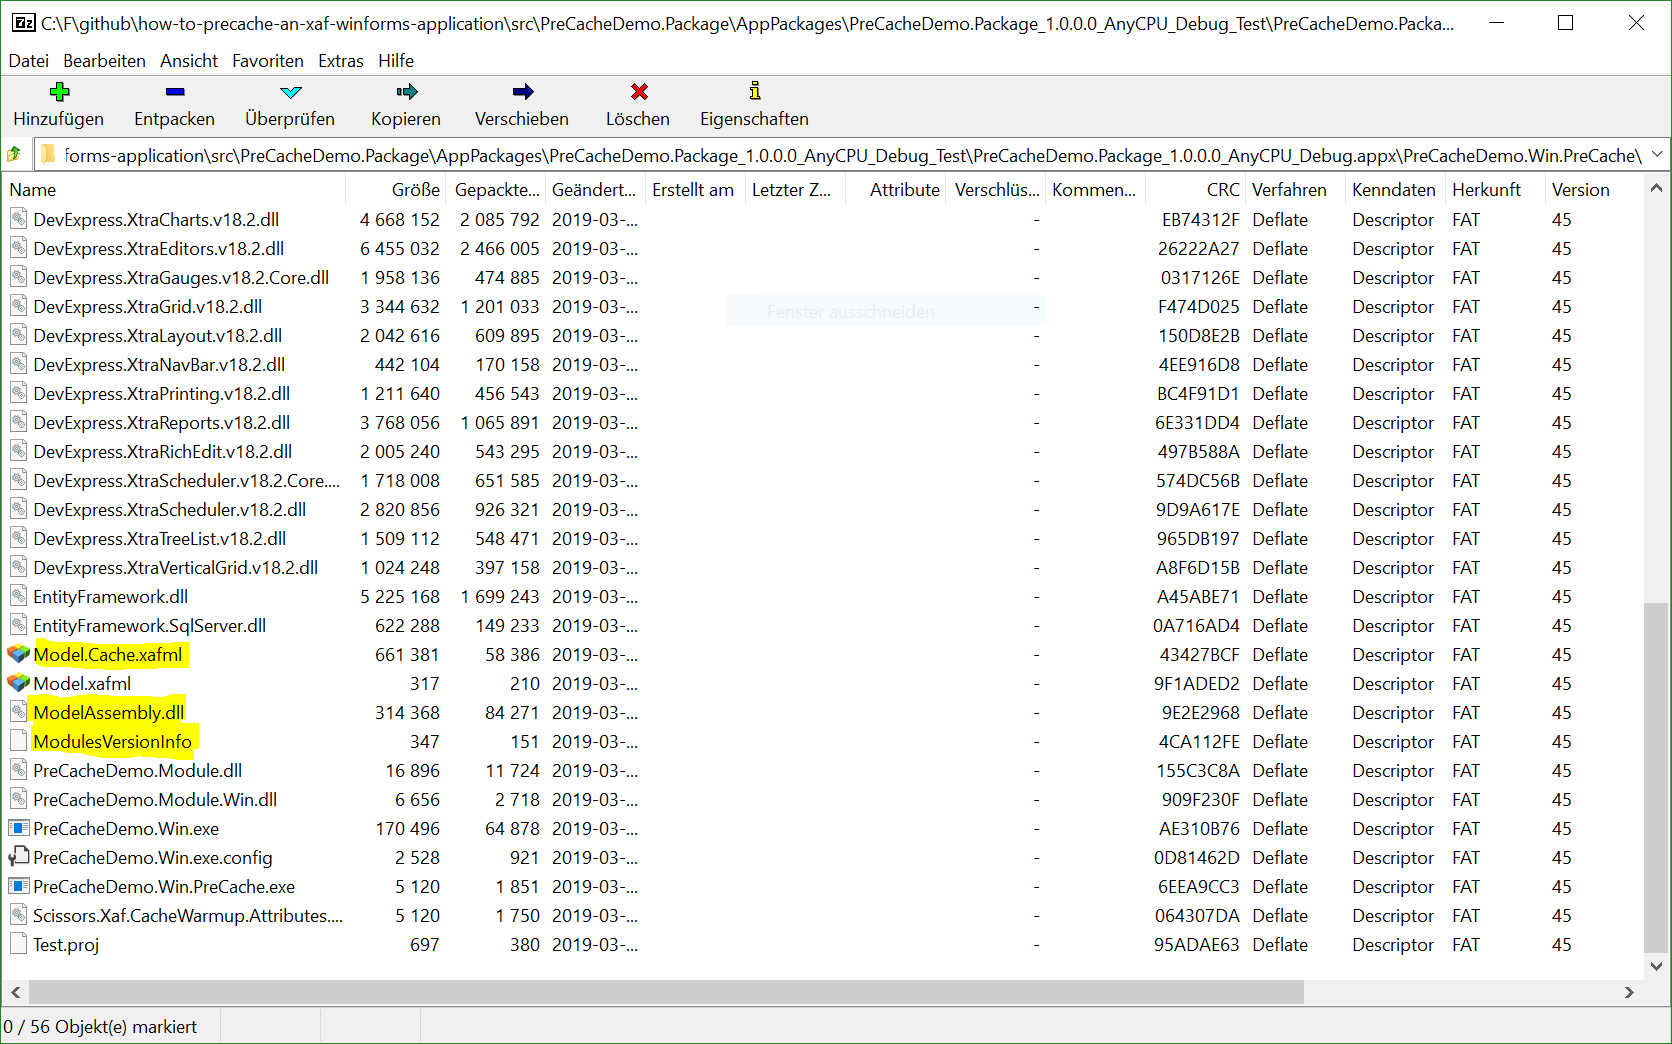 C:\F\github\how-to-precache-an-xaf-winforms-application\src\PreCacheDemo.Package\AppPackages\PreCacheDemo.Package_1.0.0.0_AnyCPU_Debug_Test\PreCacheDemo.Packa...
Datei Bearbeiten Ansicht Favoriten Extras Hilfe
Hinzufügen Entpacken Überprüfen Kopieren Verschieben Löschen Eigenschaften
forms-application\src\PreCacheDemo.Package\AppPackages\PreCacheDemo.Package_1.0.0.0_AnyCPU_Debug_Test\PreCacheDemo.Package_1.0.0.0_AnyCPU_Debug.appx\PreCacheDemo.Win.PreCache\
Name Größe Gepackte... Geändert... Erstellt am Letzter Z... Attribute Verschlüs... Kommen... CRC Verfahren Kenndaten Herkunft Version
DevExpress.XtraCharts.v18.2.dll 4 668 152 2 085 792 2019-03-... - EB74312F Deflate Descriptor FAT 45
DevExpress.XtraEditors.v18.2.dll 6 455 032 2 466 005 2019-03-... - 26222A27 Deflate Descriptor FAT 45
DevExpress.XtraGauges.v18.2.Core.dll 1 958 136 474 885 2019-03-... - 0317126E Deflate Descriptor FAT 45
DevExpress.XtraGrid.v18.2.dll 3 344 632 1 201 033 2019-03-... Fenster ausschneiden - F474D025 Deflate Descriptor FAT 45
DevExpress.XtraLayout.v18.2.dll 2 042 616 609 895 2019-03-... - 150D8E2B Deflate Descriptor FAT 45
DevExpress.XtraNavBar.v18.2.dll 442 104 170 158 2019-03-... - 4EE916D8 Deflate Descriptor FAT 45
DevExpress.XtraPrinting.v18.2.dll 1 211 640 456 543 2019-03-... - BC4F91D1 Deflate Descriptor FAT 45
DevExpress.XtraReports.v18.2.dll 3 768 056 1 065 891 2019-03-... - 6E331DD4 Deflate Descriptor FAT 45
DevExpress.XtraRichEdit.v18.2.dll 2 005 240 543 295 2019-03-... - 497B588A Deflate Descriptor FAT 45
DevExpress.XtraScheduler.v18.2.Core.... 1 718 008 651 585 2019-03-... - 574DC56B Deflate Descriptor FAT 45
DevExpress.XtraScheduler.v18.2.dll 2 820 856 926 321 2019-03-... - 9D9A617E Deflate Descriptor FAT 45
DevExpress.XtraTreeList.v18.2.dll 1 509 112 548 471 2019-03-... - 965DB197 Deflate Descriptor FAT 45
DevExpress.XtraVerticalGrid.v18.2.dll 1 024 248 397 158 2019-03-... - A8F6D15B Deflate Descriptor FAT 45
EntityFramework.dll 5 225 168 1 699 243 2019-03-... - A45ABE71 Deflate Descriptor FAT 45
EntityFramework.SqlServer.dll 622 288 149 233 2019-03-... - 0A716AD4 Deflate Descriptor FAT 45
Model.Cache.xafml 661 381 58 386 2019-03-... - 43427BCF Deflate Descriptor FAT 45
Model.xafml 317 210 2019-03-... - 9F1ADED2 Deflate Descriptor FAT 45
ModelAssembly.dll 314 368 84 271 2019-03-... - 9E2E2968 Deflate Descriptor FAT 45
ModulesVersionInfo 347 151 2019-03-... - 4CA112FE Deflate Descriptor FAT 45
PreCacheDemo.Module.dll 16 896 11 724 2019-03-... - 155C3C8A Deflate Descriptor FAT 45
PreCacheDemo.Module.Win.dll 6 656 2 718 2019-03-... - 909F230F Deflate Descriptor FAT 45
PreCacheDemo.Win.exe 170 496 64 878 2019-03-... - AE310B76 Deflate Descriptor FAT 45
PreCacheDemo.Win.exe.config 2 528 921 2019-03-... - 0D81462D Deflate Descriptor FAT 45
PreCacheDemo.Win.PreCache.exe 5 120 1 851 2019-03-... - 6EEA9CC3 Deflate Descriptor FAT 45
Scissors.Xaf.CacheWarmup.Attributes.... 5 120 1 750 2019-03-... - 064307DA Deflate Descriptor FAT 45
Test.proj 697 380 2019-03-... - 95ADAE63 Deflate Descriptor FAT 45
0 / 56 Objekt(e) markiert